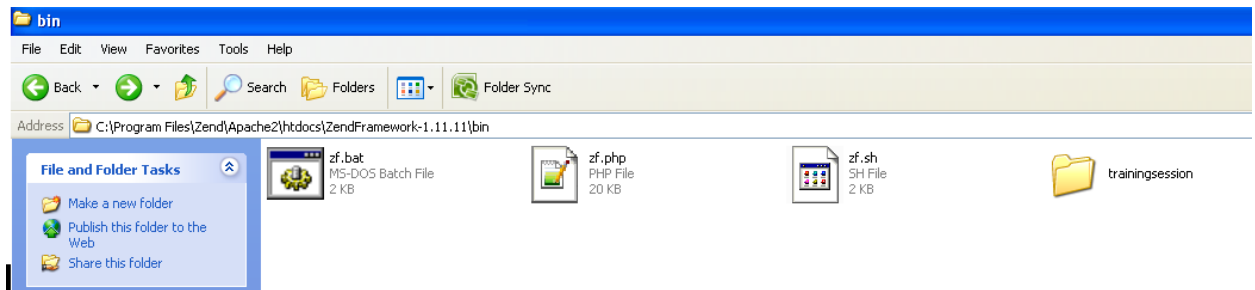 bin
File Edit View Favorites Tools Help
Back Search Folders Folder Sync
Address C:\Program Files\Zend\Apache2\htdocs\ZendFramework-1.11.11\bin
File and Folder Tasks
Make a new folder
Publish this folder to the
Web
Share this folder
zf.bat
MS-DOS Batch File
2 KB
zf.php
PHP File
20 KB
zf.sh
SH File
2 KB
trainingsession